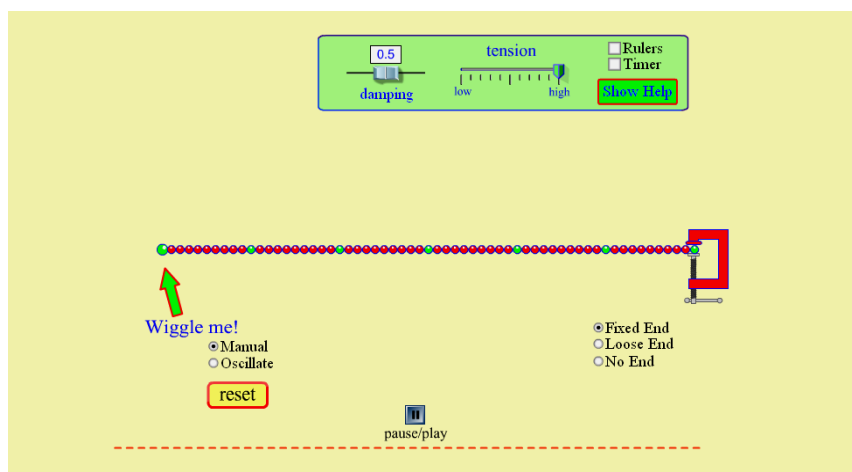 0.5
damping
tension
low high
Rulers
Timer
Show Help
Wiggle me!
Manual
Oscillate
reset
Fixed End
Loose End
No End
pause/play